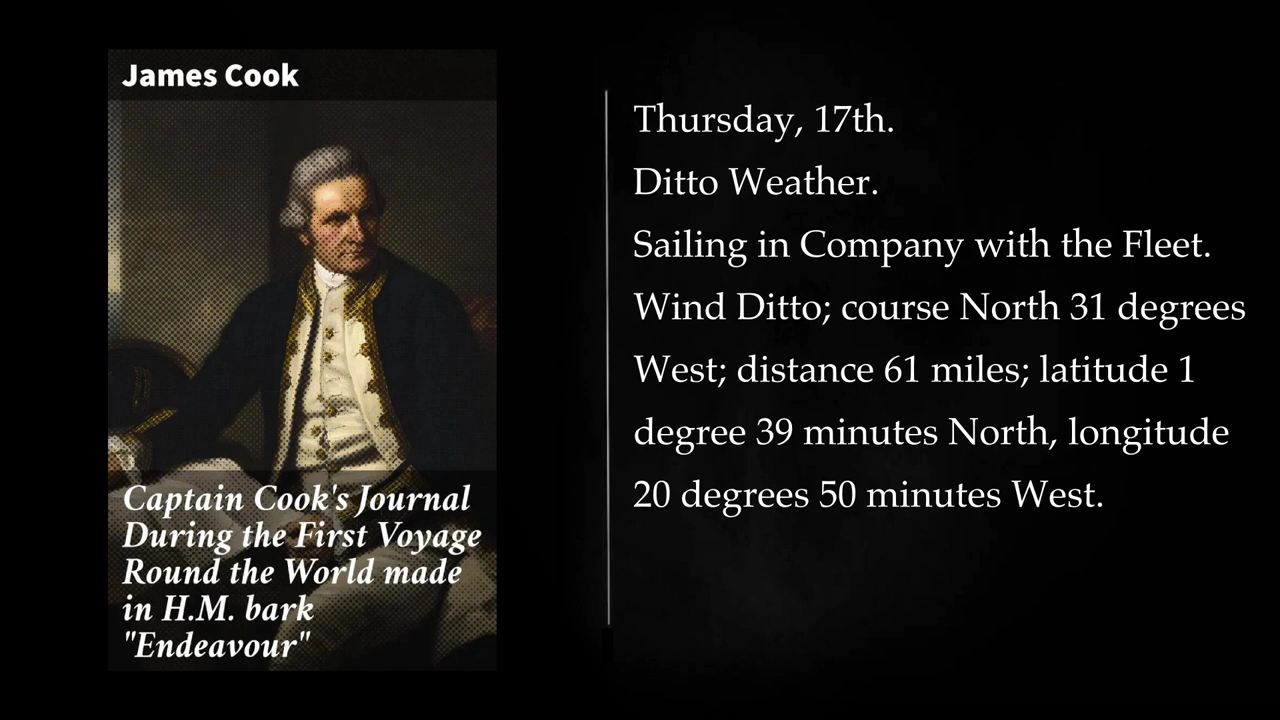 James Cook
Captain Cook's Journal
During the First Voyage
Round the World made
in H.M. bark
"Endeavour"
Thursday, 17th.
Ditto Weather.
Sailing in Company with the Fleet.
Wind Ditto; course North 31 degrees
West; distance 61 miles; latitude 1
degree 39 minutes North, longitude
20 degrees 50 minutes West.